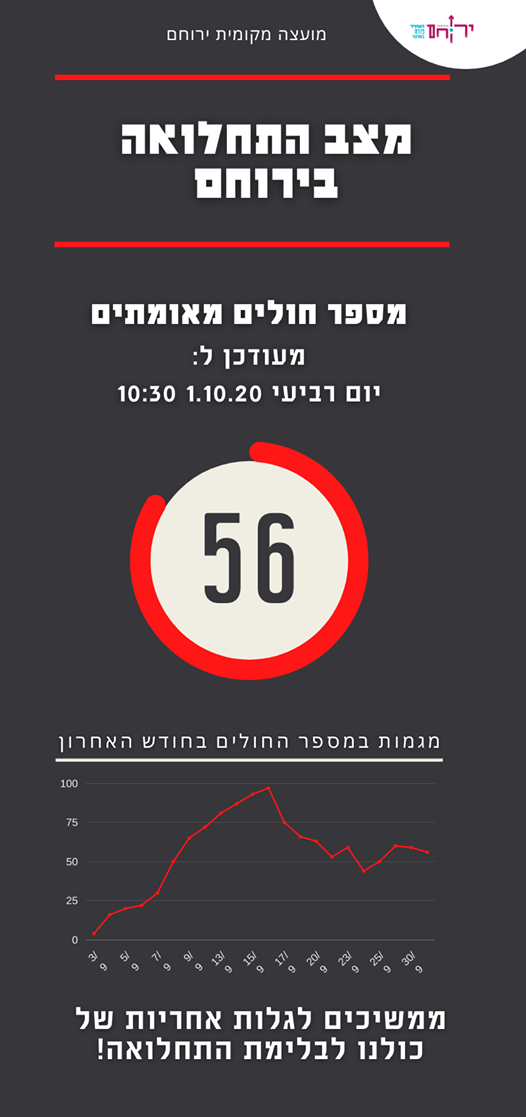 מועצה מקומית ירוחם
ירוחם
מצב התחלואה
בירוחם
מספר חולים מאומתים
מעודכן ל:
יום רביעי 1.10.20 10:30
56
מגמות במספר החולים בחודש האחרון
100
75
50
25
0
3/9
5/9
7/9
9/9
13/9
15/9
17/9
20/9
23/9
25/9
30/9
ממשיכים לגלות אחריות של
כולנו לבלימת התחלואה!